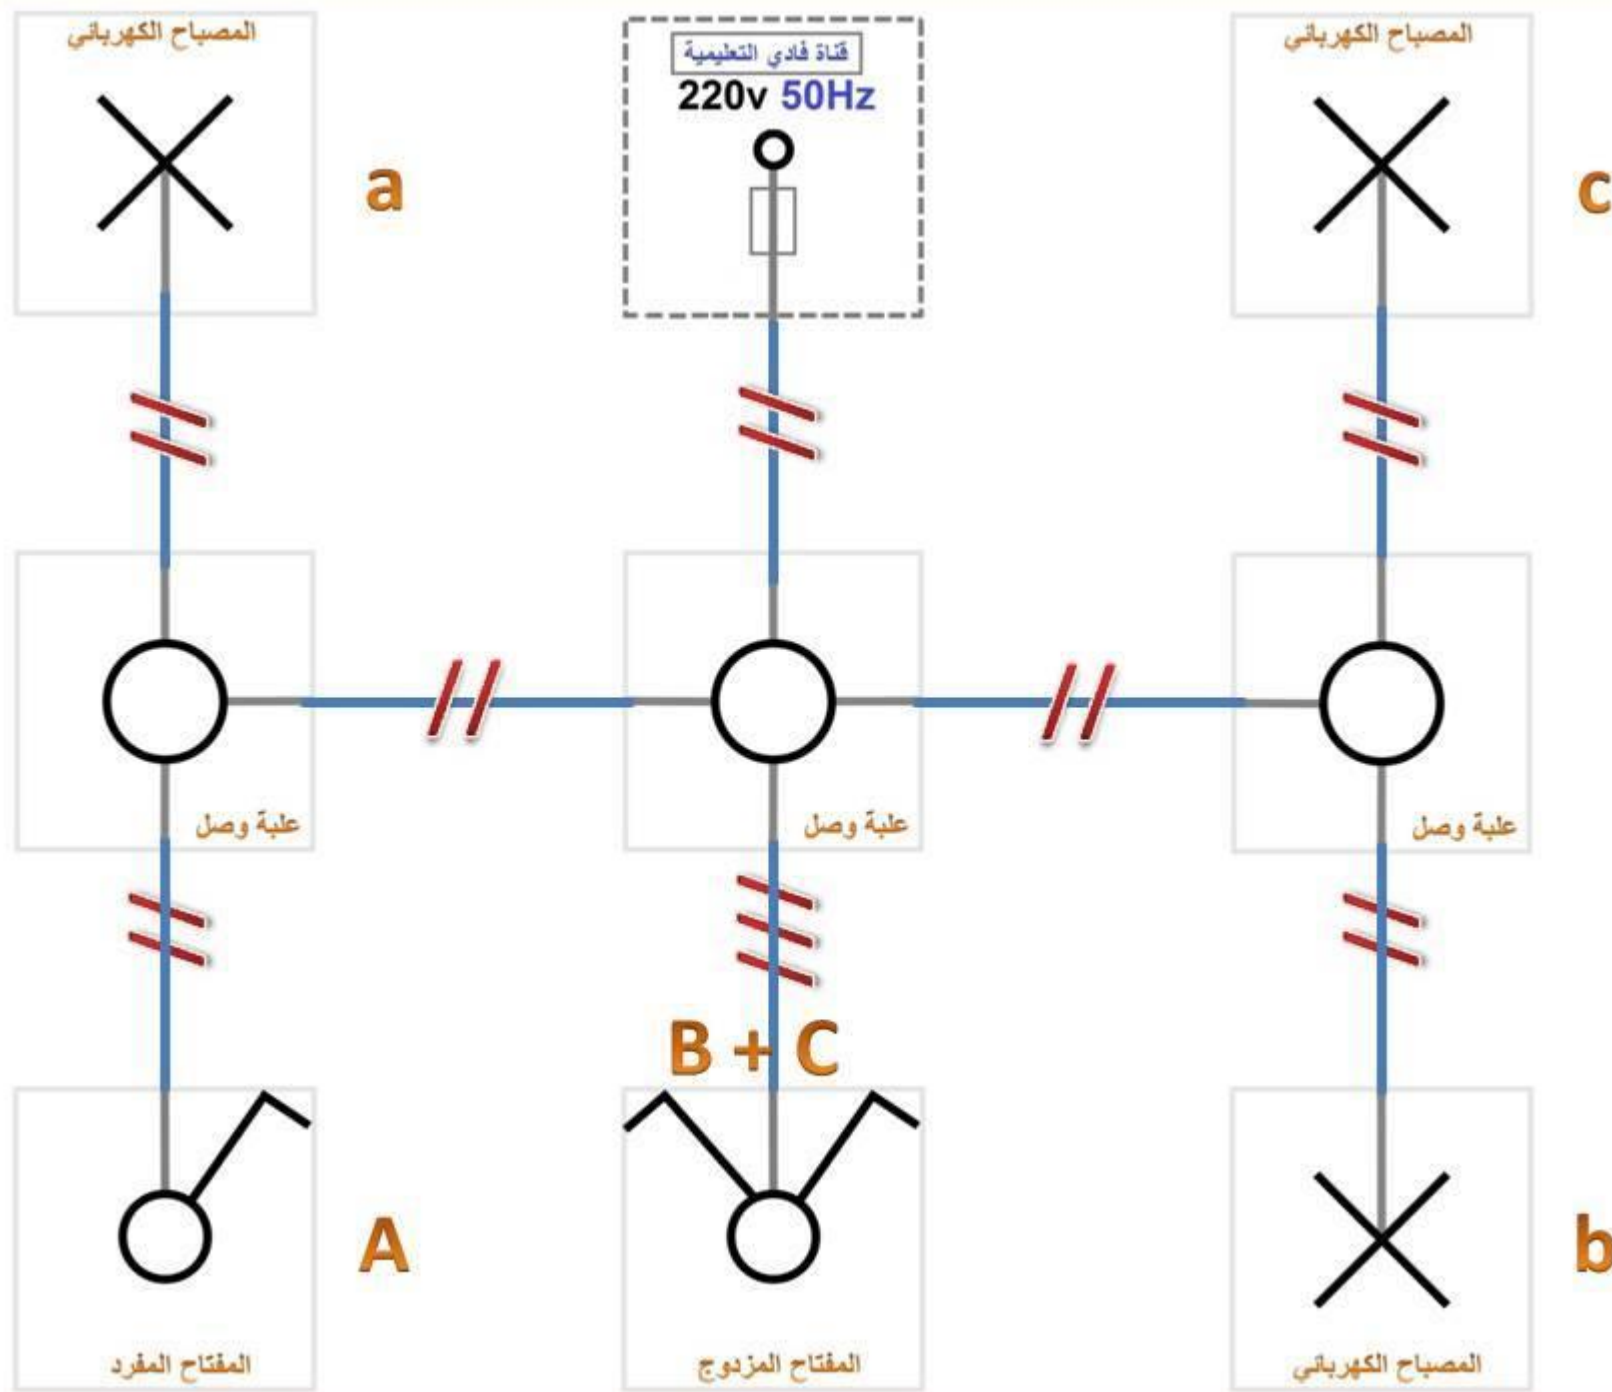 المصباح الكهربائي
a
قناة فادي التعليمية
220v 50Hz
المصباح الكهربائي
c
علبة وصل
علبة وصل
علبة وصل
B + C
A
b
المفتاح المفرد
المفتاح المزدوج
المصباح الكهربائي